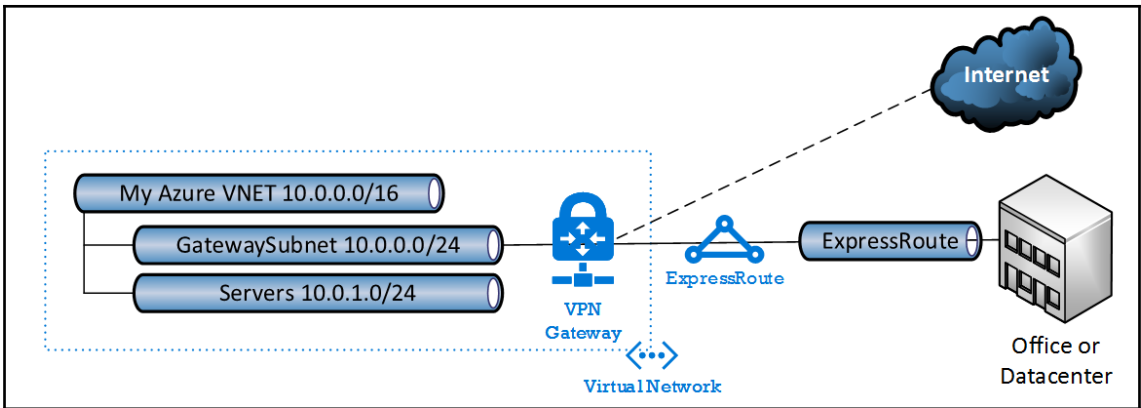 Internet
My Azure VNET 10.0.0.0/16
GatewaySubnet 10.0.0.0/24
ExpressRoute
Servers 10.0.1.0/24
ExpressRoute
VPN
Gateway
Office or
Datacenter
Virtual Network